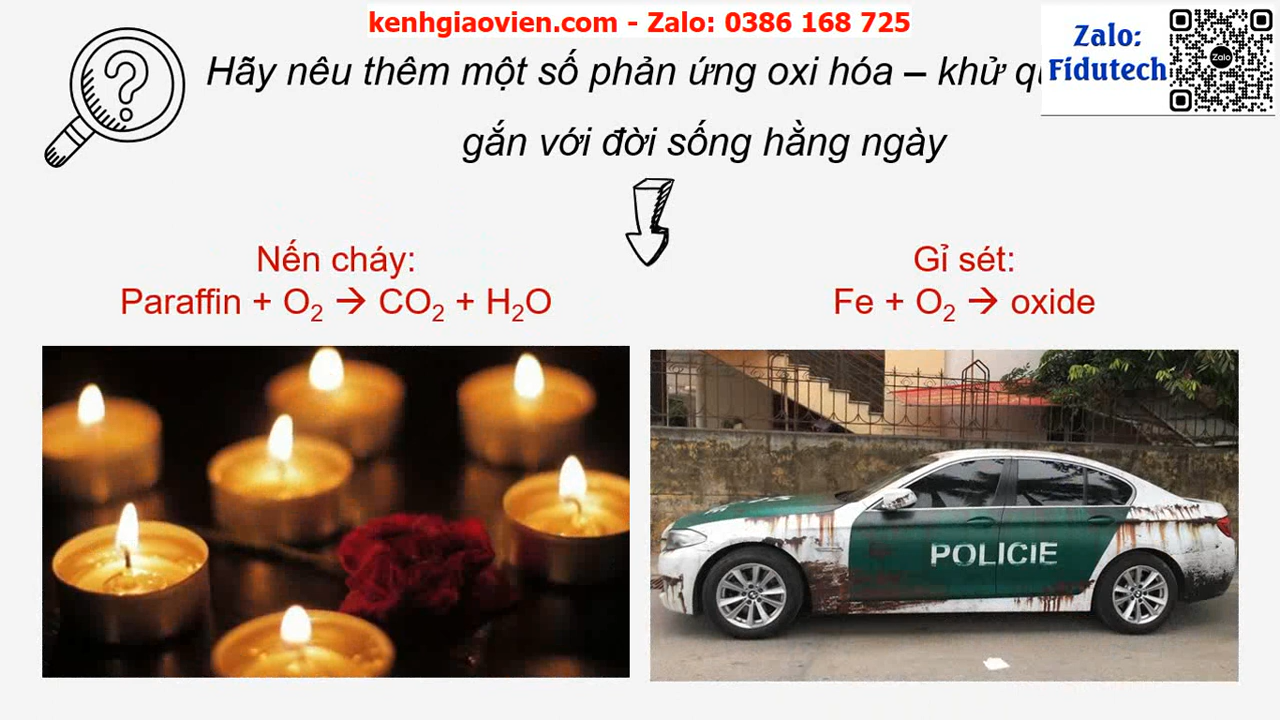 kenhgiaovien.com - Zalo: 0386 168 725
Zalo:
Fidutech
Zalo
Hãy nêu thêm một số phản ứng oxi hóa – khử
gắn với đời sống hằng ngày
Nến cháy:
Paraffin + O₂ → CO₂ + H₂O
Gỉ sét:
Fe + O₂ → oxide
POLICIE